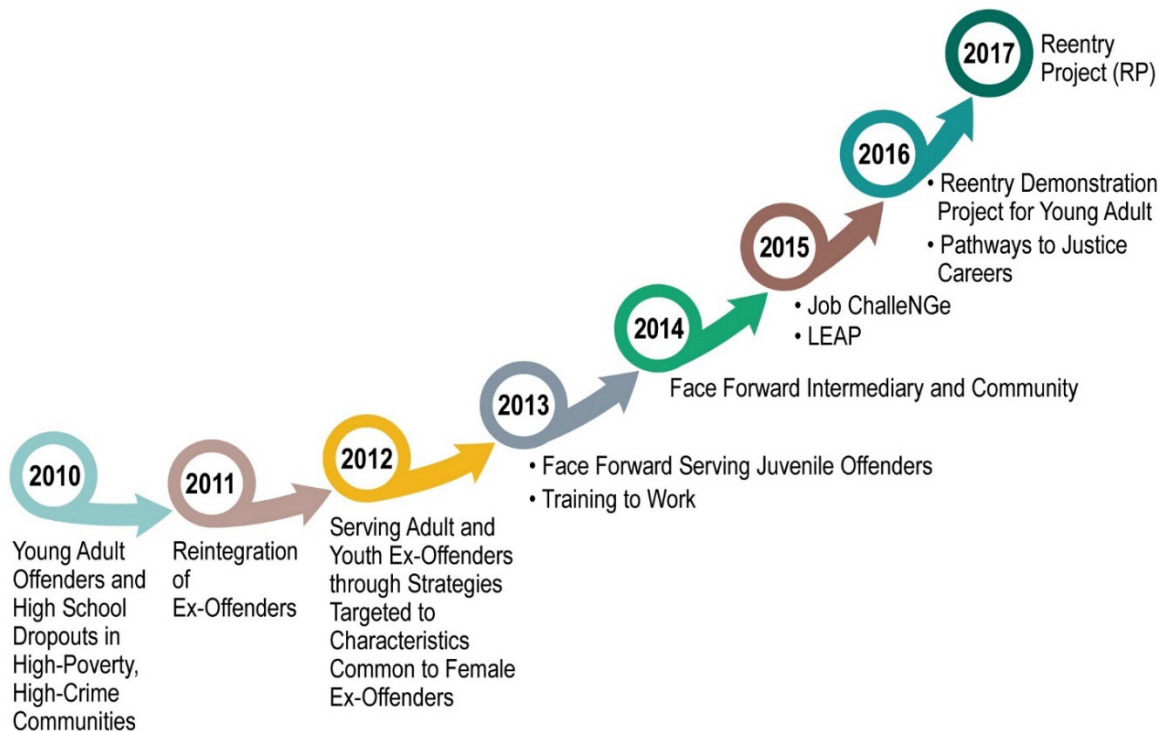 2010
Young Adult
Offenders and
High School
Dropouts in
High-Poverty,
High-Crime
Communities
2011
Reintegration
of
Ex-Offenders
2012
Serving Adult and
Youth Ex-Offenders
through Strategies
Targeted to
Characteristics
Common to Female
Ex-Offenders
2013
• Face Forward Serving Juvenile Offenders
• Training to Work
2014
Face Forward Intermediary and Community
2015
• Job ChalleNGe
• LEAP
2016
• Reentry Demonstration
Project for Young Adult
• Pathways to Justice
Careers
2017
Reentry
Project (RP)